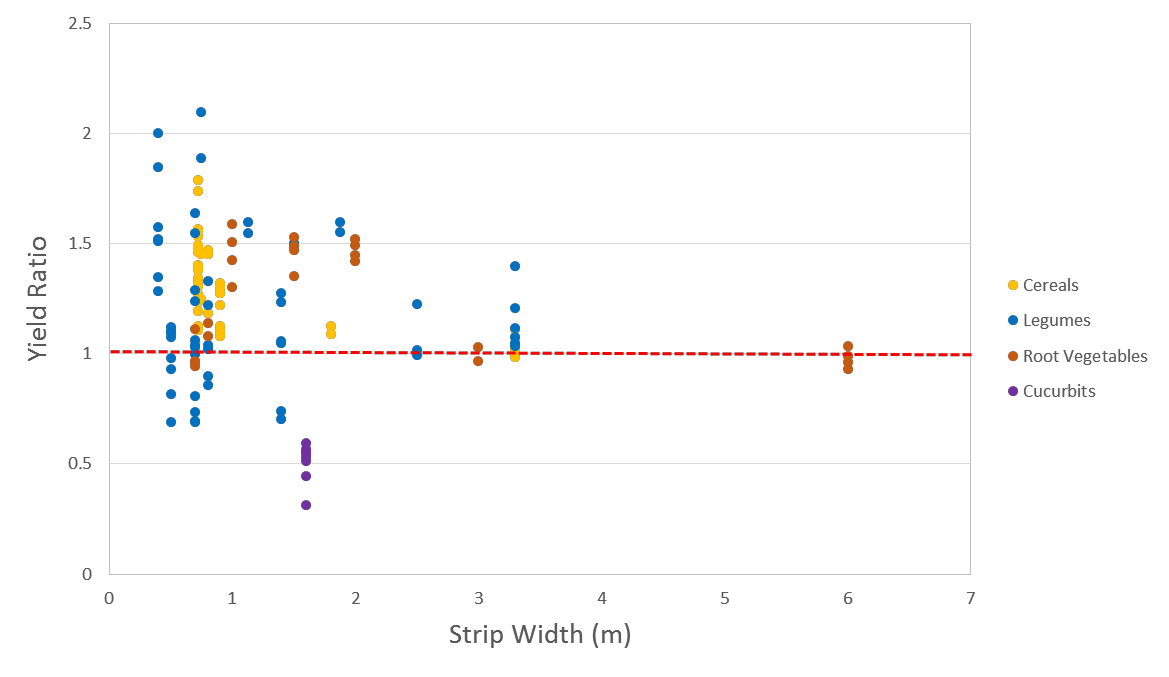 2.5
2
1.5
1
0.5
0
Yield Ratio
0 1 2 3 4 5 6 7
Strip Width (m)
Cereals
Legumes
Root Vegetables
Cucurbits